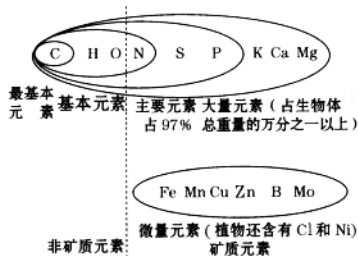 C H O N S P K Ca Mg
最基本元素 基本元素 主要元素 大量元素(占生物体
占97% 总重量的万分之一以上)
Fe Mn Cu Zn B Mo
微量元素(植物还含有Cl和Ni)
非矿质元素 矿质元素